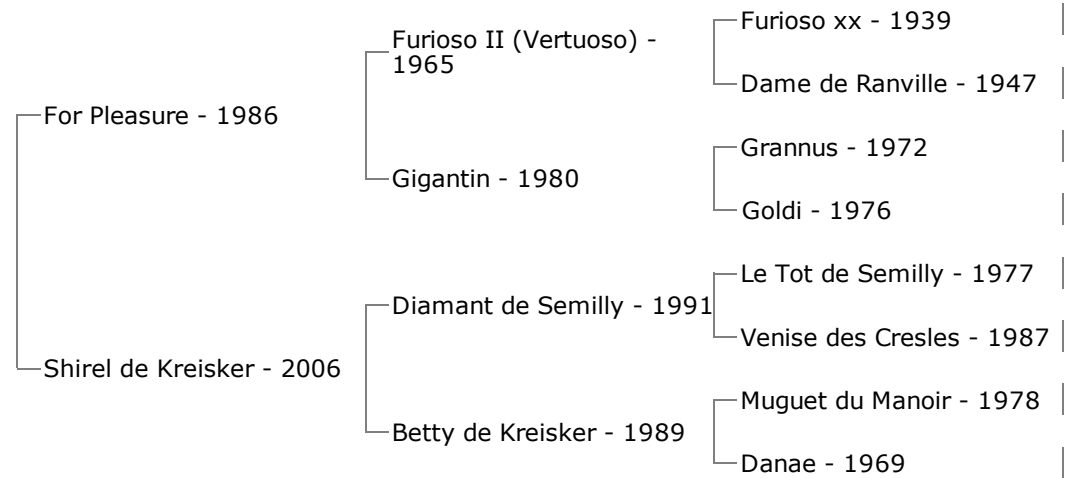 Furioso xx - 1939
Furioso II (Vertuoso) -
1965
Dame de Ranville - 1947
For Pleasure - 1986
Grannus - 1972
Gigantin - 1980
Goldi - 1976
Le Tot de Semilly - 1977
Diamant de Semilly - 1991
Venise des Cresles - 1987
Shirel de Kreisker - 2006
Muguet du Manoir - 1978
Betty de Kreisker - 1989
Danae - 1969